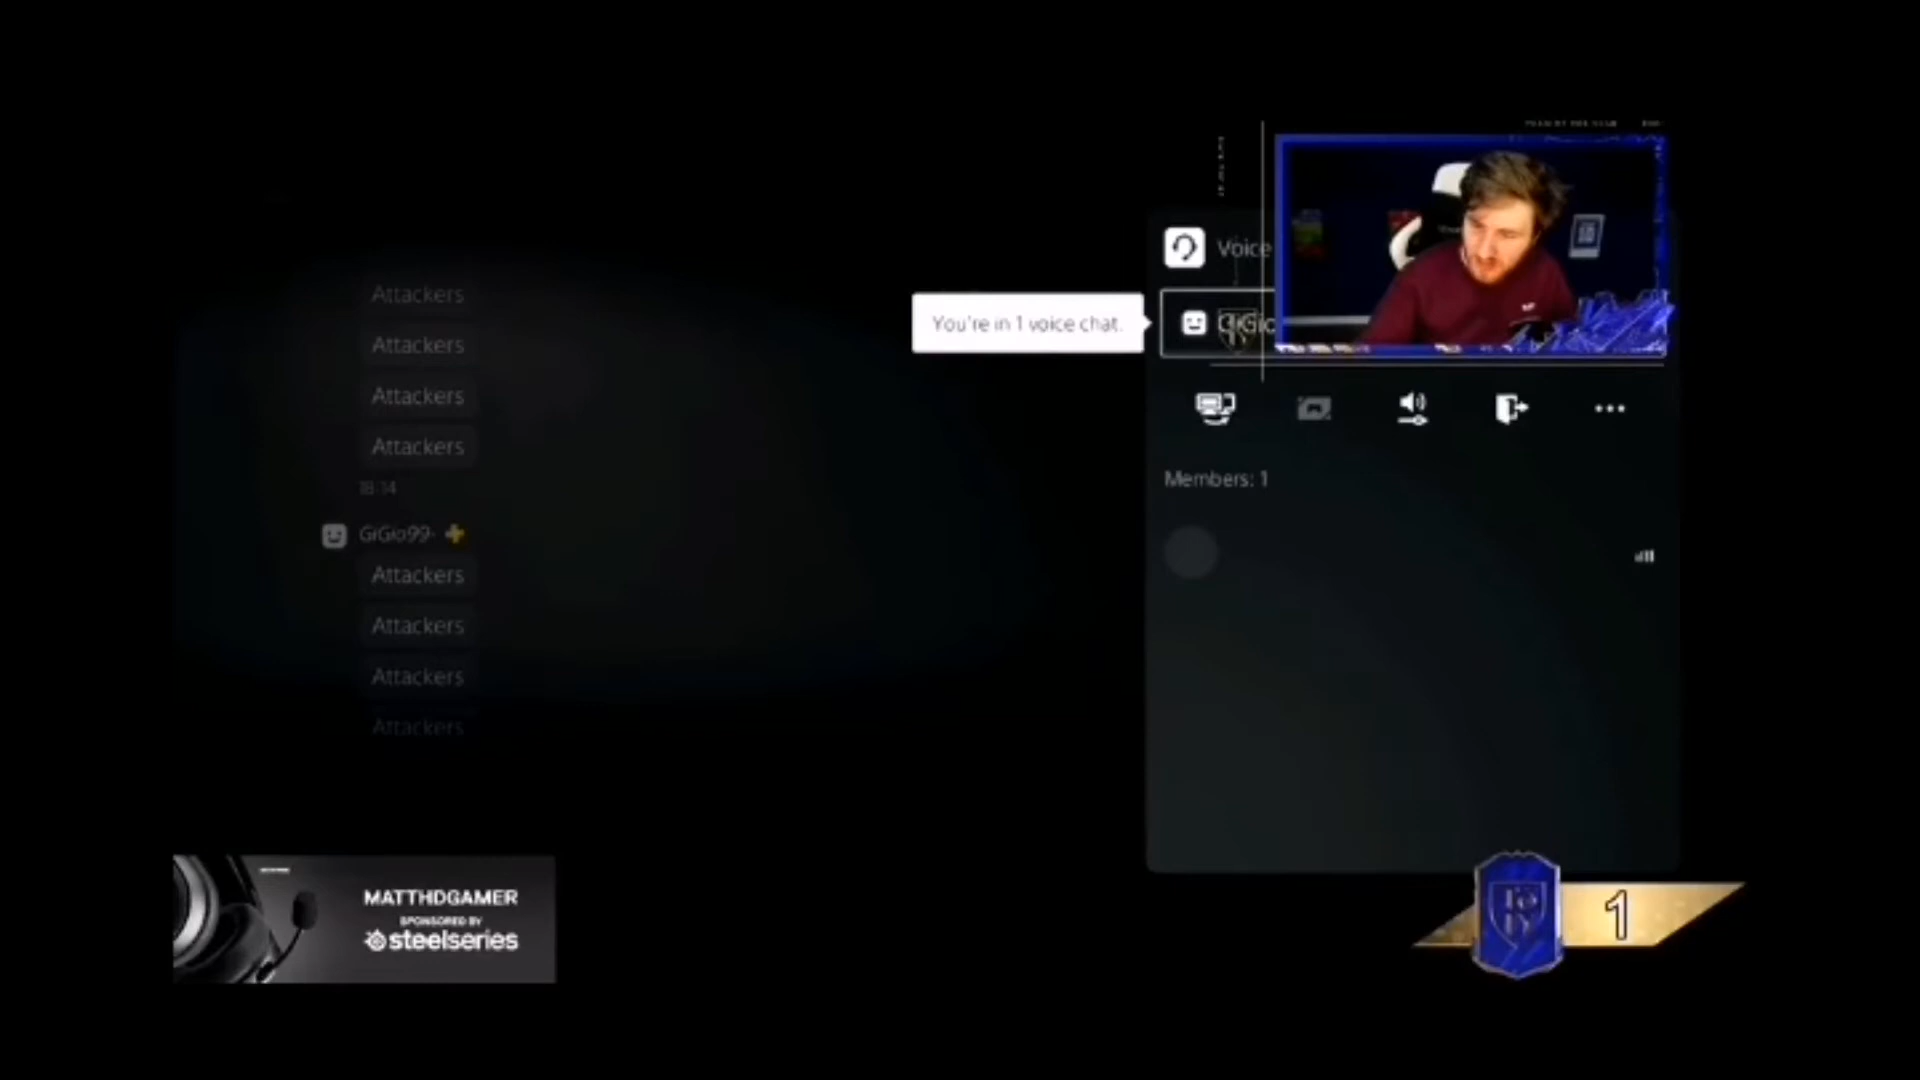 Attackers
Attackers
Attackers
Attackers
18:14
GiGio99-
Attackers
Attackers
Attackers
Attackers
Voice
You're in 1 voice chat.
Members: 1
MATTHDGAMER
SPONSORED BY
steelseries
1